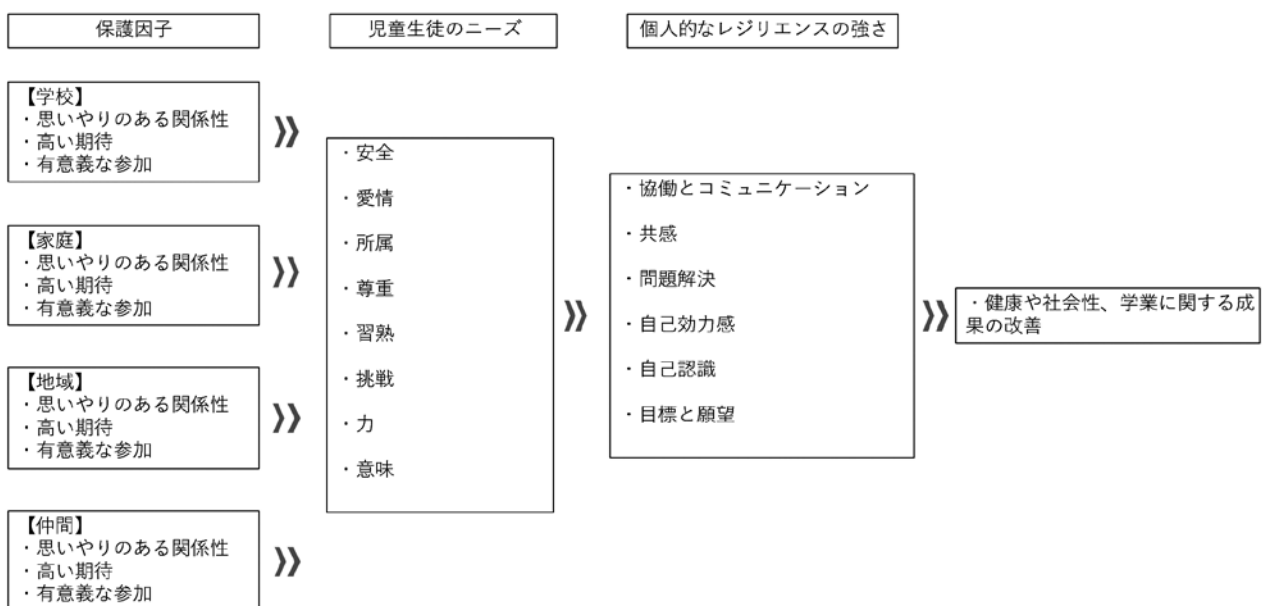 保護因子
児童生徒のニーズ
個人的なレジリエンスの強さ
【学校】
・思いやりのある関係性
・高い期待
・有意義な参加
【家庭】
・思いやりのある関係性
・高い期待
・有意義な参加
【地域】
・思いやりのある関係性
・高い期待
・有意義な参加
【仲間】
・思いやりのある関係性
・高い期待
・有意義な参加
・安全
・愛情
・所属
・尊重
・習熟
・挑戦
・力
・意味
・協働とコミュニケーション
・共感
・問題解決
・自己効力感
・自己認識
・目標と願望
・健康や社会性、学業に関する成
果の改善